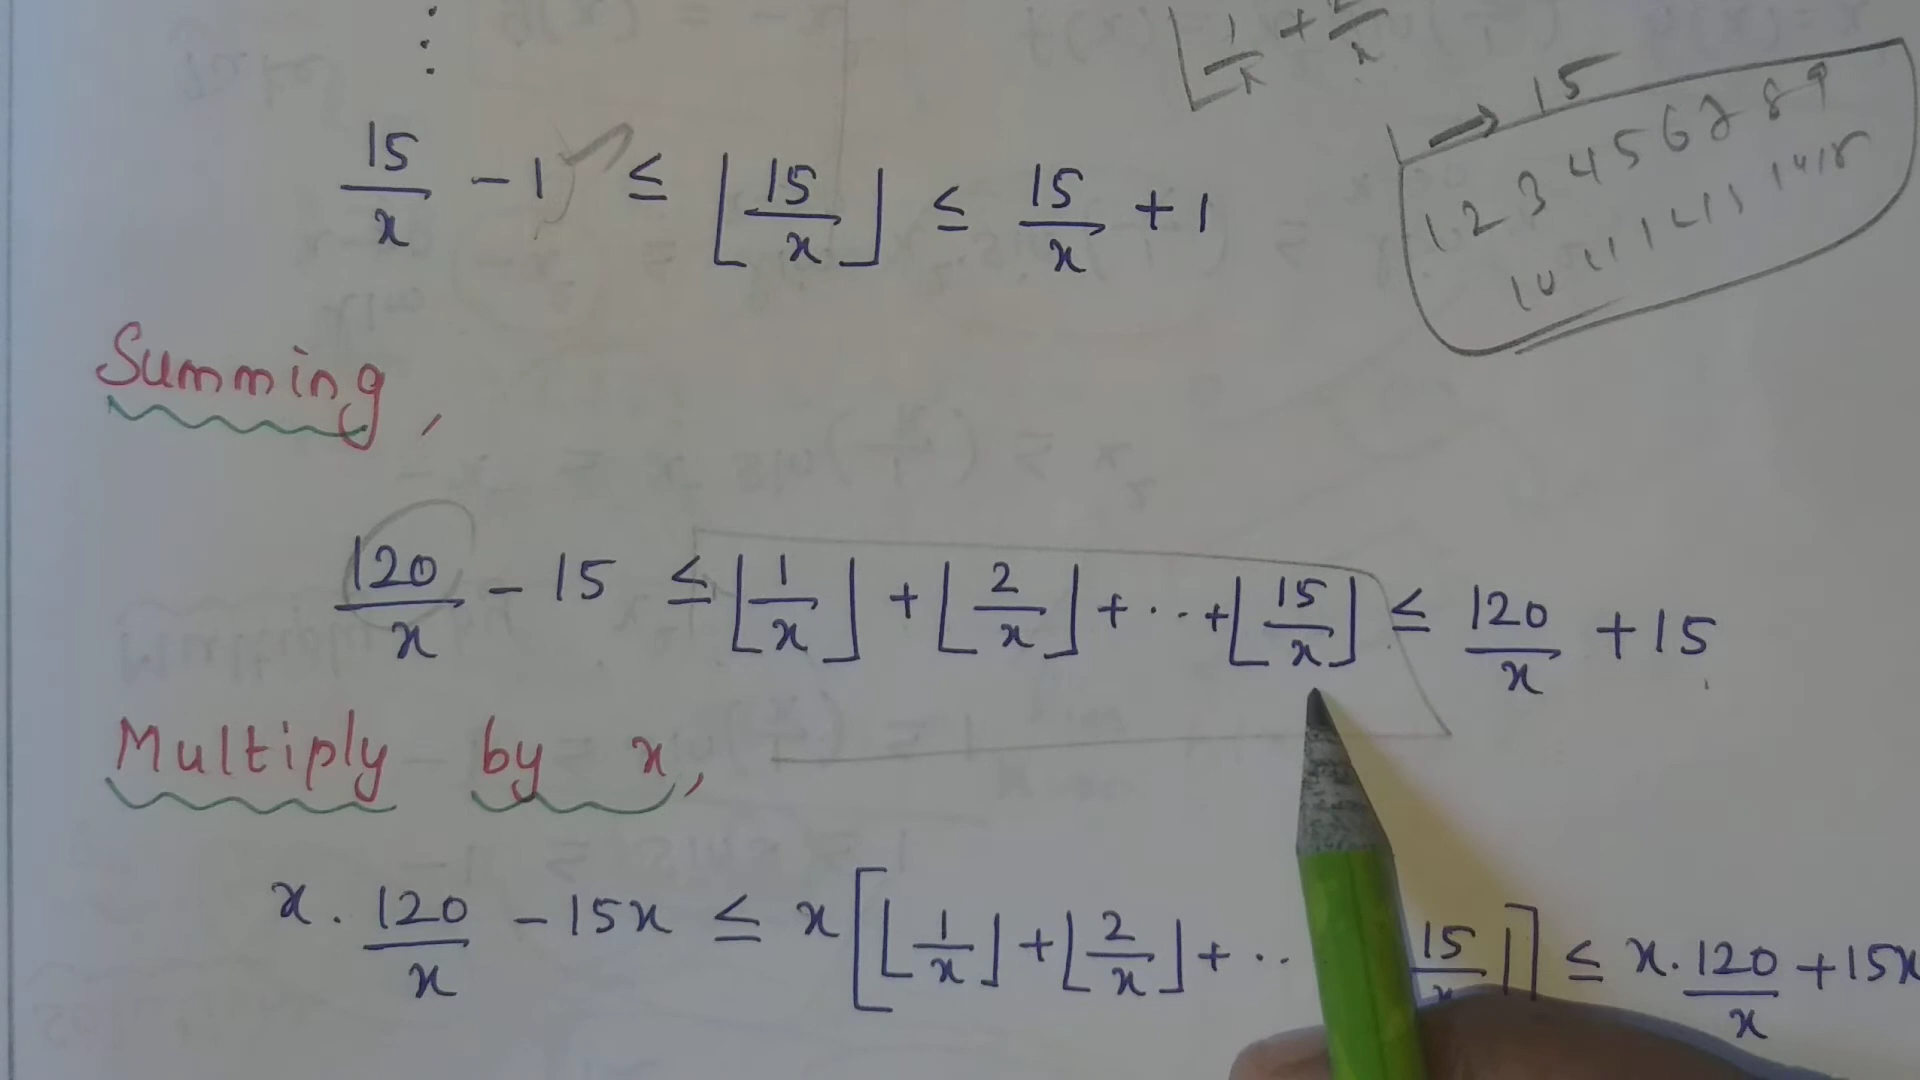 ⌊1/x + 2/x
→ 15
15/x - 1 ≤ ⌊15/x⌋ ≤ 15/x + 1
1 2 3 4 5 6 7 8 9
10 11 12 13 14 15
Summing,
120/x - 15 ≤ ⌊1/x⌋ + ⌊2/x⌋ + ... + ⌊15/x⌋ ≤ 120/x + 15
Multiply by x,
x . 120/x - 15x ≤ x[⌊1/x⌋ + ⌊2/x⌋ + ... 15/x⌋] ≤ x . 120/x + 15x